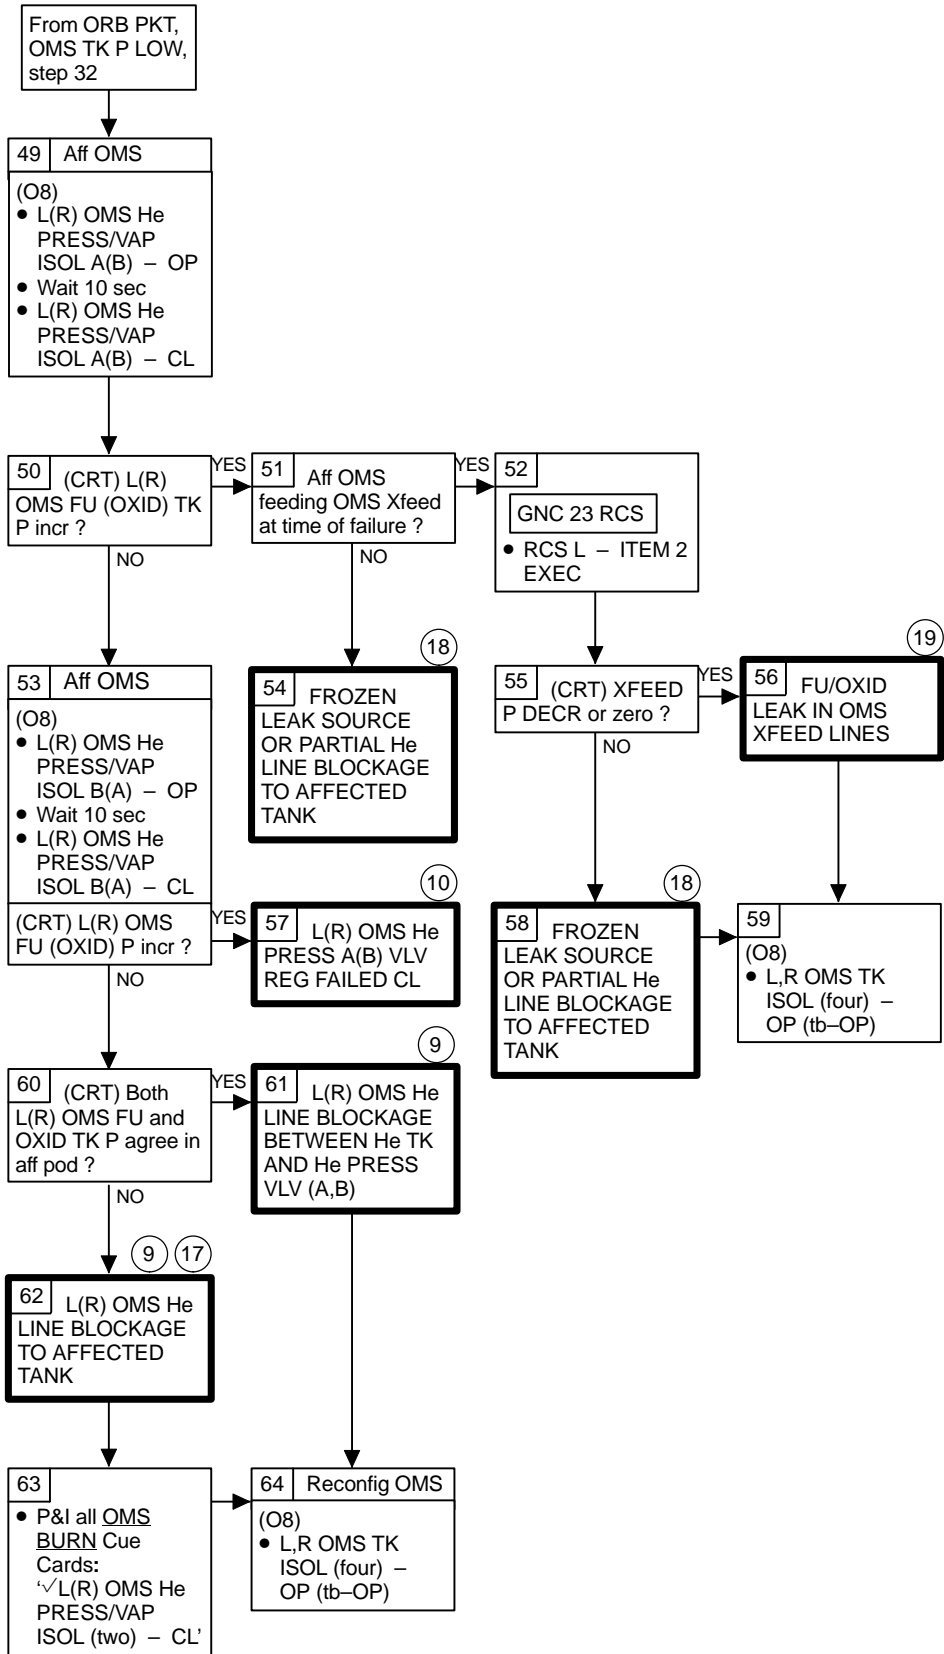 From ORB PKT,
OMS TK P LOW,
step 32
49 Aff OMS
(O8)
• L(R) OMS He
PRESS/VAP
ISOL A(B) – OP
• Wait 10 sec
• L(R) OMS He
PRESS/VAP
ISOL A(B) – CL
50 (CRT) L(R)
OMS FU (OXID) TK
P incr ?
YES
NO
51 Aff OMS
feeding OMS Xfeed
at time of failure ?
YES
NO
52
GNC 23 RCS
• RCS L – ITEM 2
EXEC
53 Aff OMS
(O8)
• L(R) OMS He
PRESS/VAP
ISOL B(A) – OP
• Wait 10 sec
• L(R) OMS He
PRESS/VAP
ISOL B(A) – CL
(CRT) L(R) OMS
FU (OXID) P incr ?
YES
NO
18
54 FROZEN
LEAK SOURCE
OR PARTIAL He
LINE BLOCKAGE
TO AFFECTED
TANK
55 (CRT) XFEED
P DECR or zero ?
YES
NO
19
56 FU/OXID
LEAK IN OMS
XFEED LINES
10
57 L(R) OMS He
PRESS A(B) VLV
REG FAILED CL
18
58 FROZEN
LEAK SOURCE
OR PARTIAL He
LINE BLOCKAGE
TO AFFECTED
TANK
59
(O8)
• L,R OMS TK
ISOL (four) –
OP (tb–OP)
60 (CRT) Both
L(R) OMS FU and
OXID TK P agree in
aff pod ?
YES
NO
9
61 L(R) OMS He
LINE BLOCKAGE
BETWEEN He TK
AND He PRESS
VLV (A,B)
9 17
62 L(R) OMS He
LINE BLOCKAGE
TO AFFECTED
TANK
63
• P&I all OMS
BURN Cue
Cards:
‘√L(R) OMS He
PRESS/VAP
ISOL (two) – CL’
64 Reconfig OMS
(O8)
• L,R OMS TK
ISOL (four) –
OP (tb–OP)